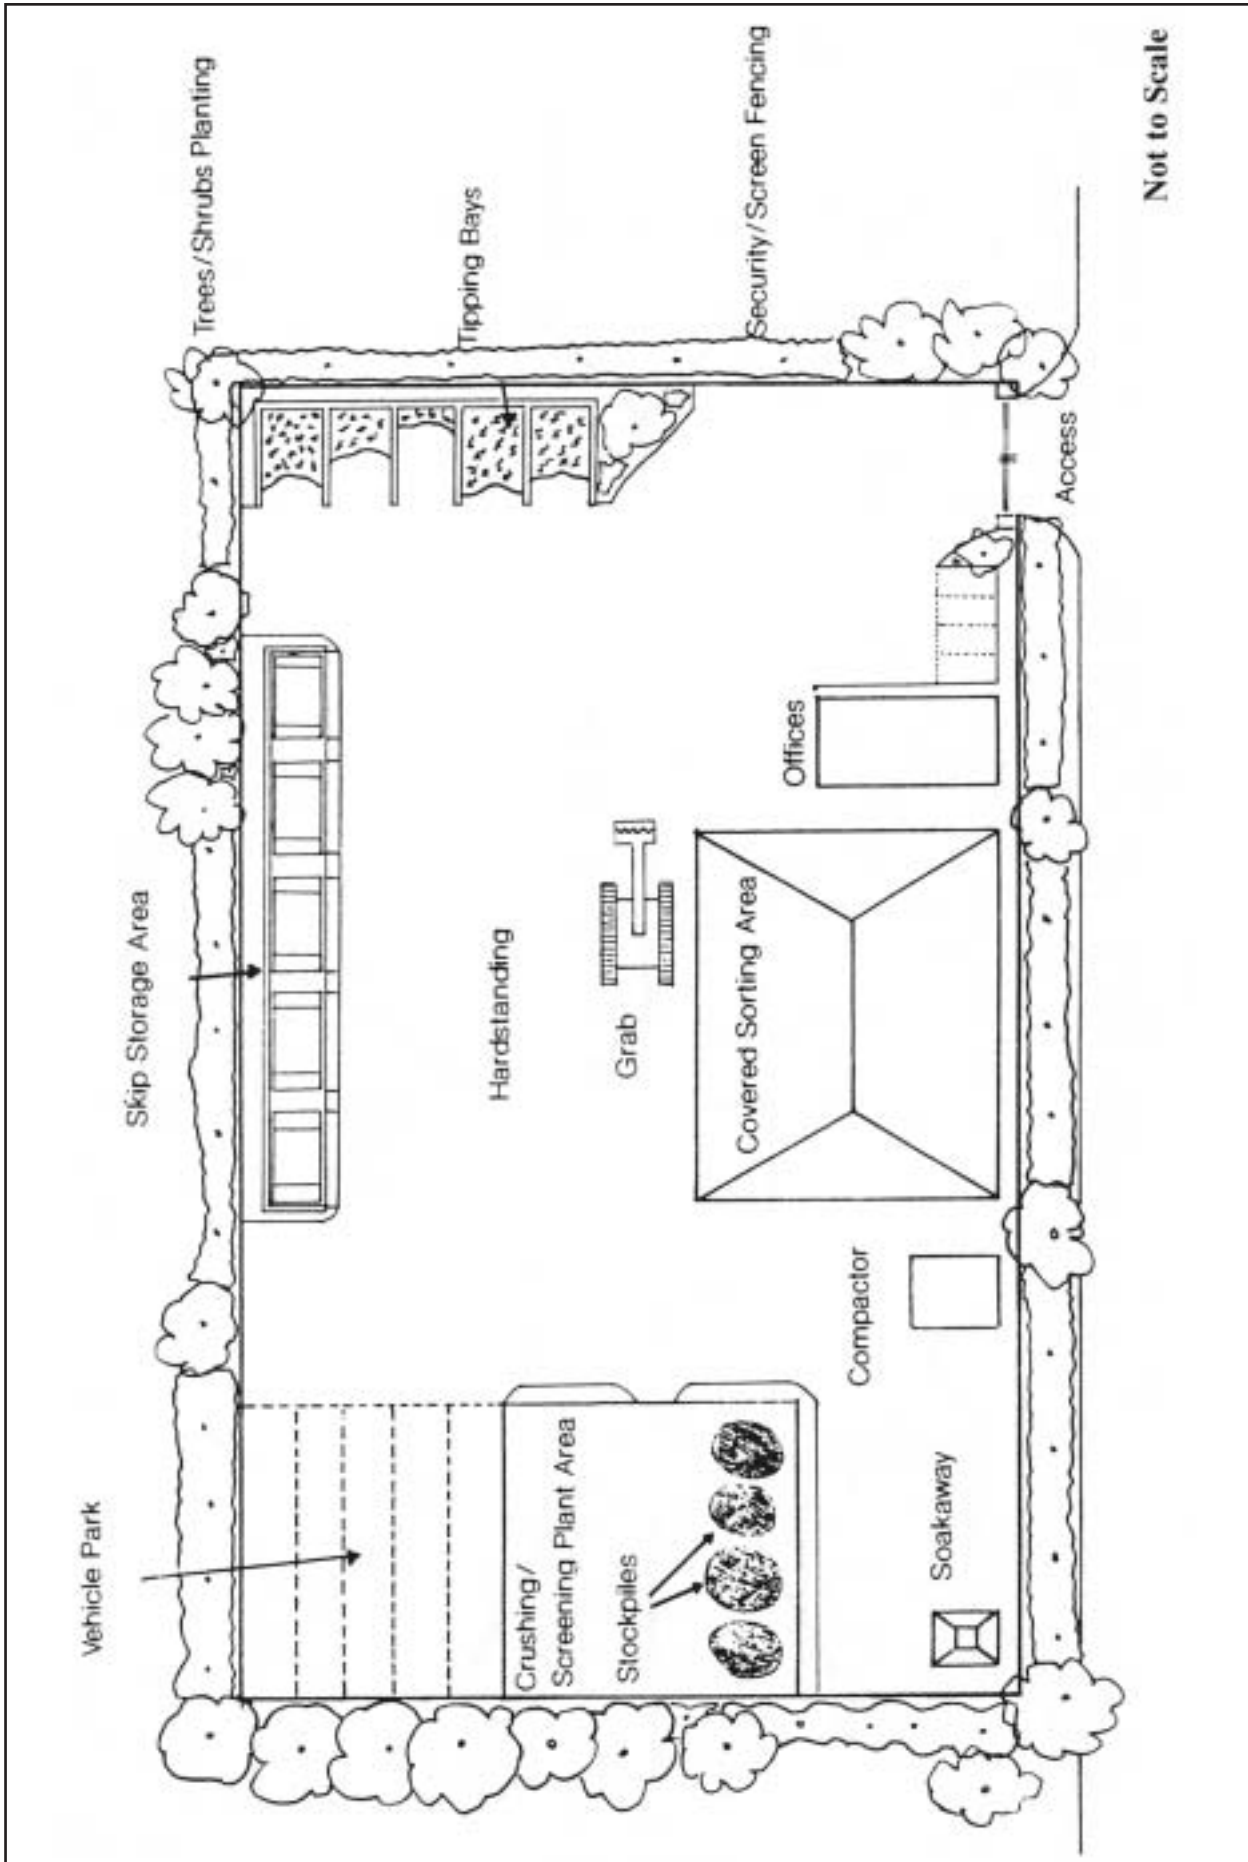 Vehicle Park
Skip Storage Area
Trees/Shrubs Planting
Tipping Bays
Hardstanding
Crushing/
Screening Plant Area
Stockpiles
Grab
Covered Sorting Area
Offices
Security/Screen Fencing
Compactor
Soakaway
Access
Not to Scale